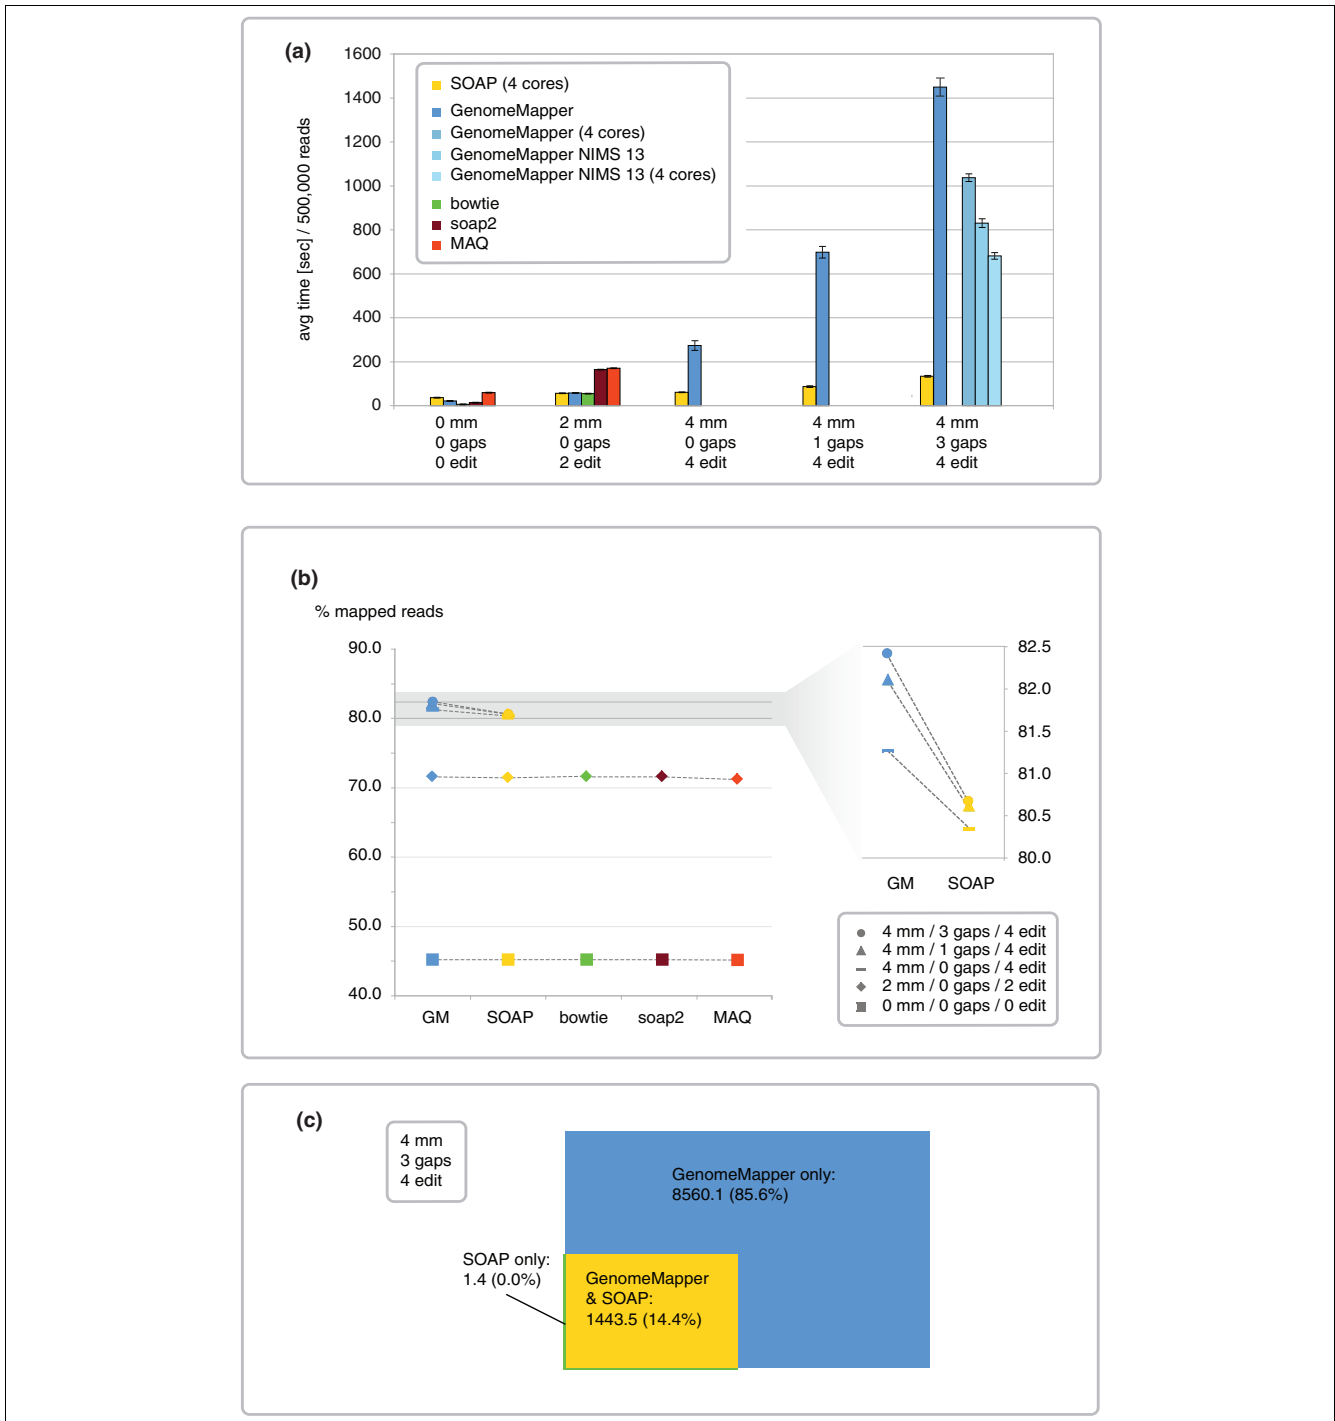 (a)
1600
1400
1200
1000
800
600
400
200
0
avg time [sec] / 500,000 reads
SOAP (4 cores)
GenomeMapper
GenomeMapper (4 cores)
GenomeMapper NIMS 13
GenomeMapper NIMS 13 (4 cores)
bowtie
soap2
MAQ
0 mm
0 gaps
0 edit
2 mm
0 gaps
2 edit
4 mm
0 gaps
4 edit
4 mm
1 gaps
4 edit
4 mm
3 gaps
4 edit
(b)
% mapped reads
90.0
80.0
70.0
60.0
50.0
40.0
GM
SOAP
bowtie
soap2
MAQ
82.5
82.0
81.5
81.0
80.5
80.0
GM
SOAP
4 mm / 3 gaps / 4 edit
4 mm / 1 gaps / 4 edit
4 mm / 0 gaps / 4 edit
2 mm / 0 gaps / 2 edit
0 mm / 0 gaps / 0 edit
(c)
4 mm
3 gaps
4 edit
GenomeMapper only:
8560.1 (85.6%)
SOAP only:
1.4 (0.0%)
GenomeMapper
& SOAP:
1443.5 (14.4%)